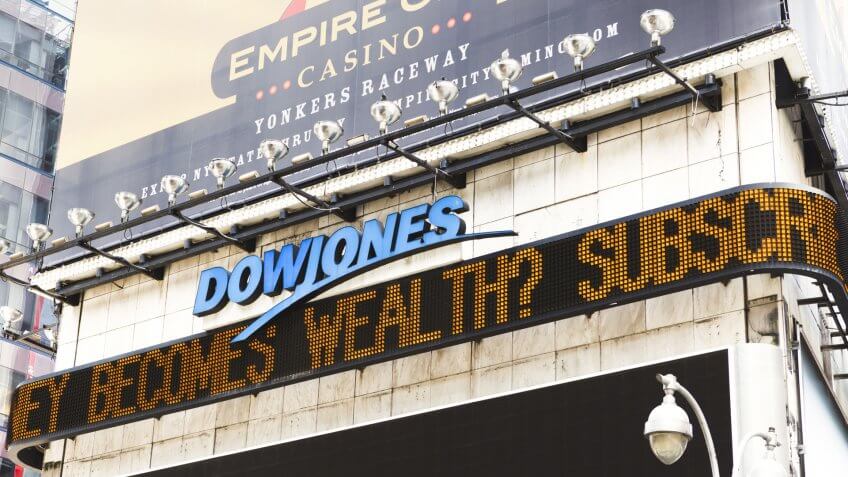 EMPIRE C
CASINO
YONKERS RACEWAY
DOWJONES
EY BECOMES WEALTH? SUBSCR